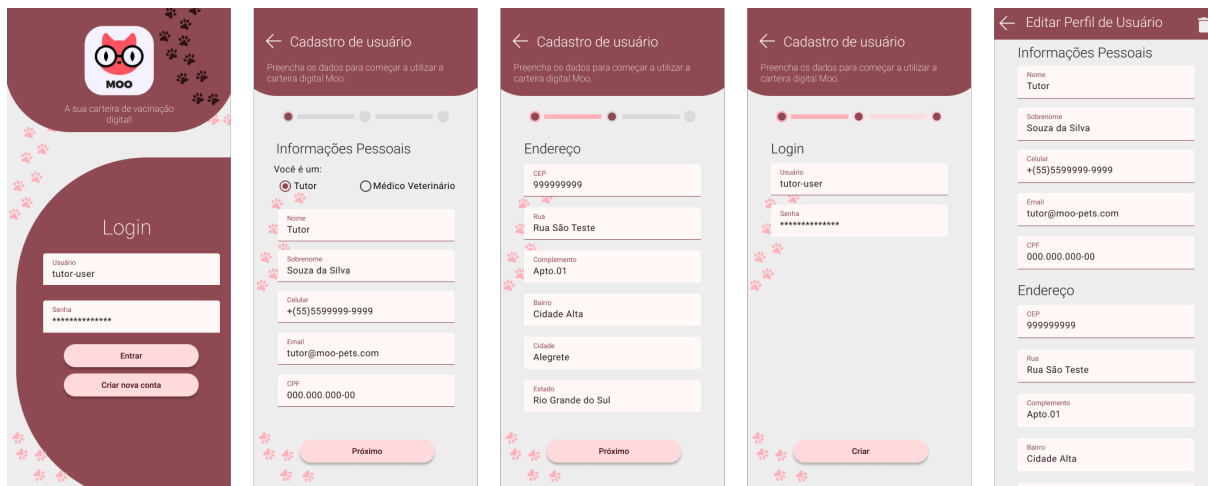 MOO
A sua carteira de vacinação
digital!
Login
Usuário
tutor-user
Senha
**************
Entrar
Criar nova conta
Cadastro de usuário
Preencha os dados para começar a utilizar a
carteira digital Moo.
Informações Pessoais
Você é um:
Tutor
Médico Veterinário
Nome
Tutor
Sobrenome
Souza da Silva
Celular
+(55)5599999-9999
Email
tutor@moo-pets.com
CPF
000.000.000-00
Próximo
Cadastro de usuário
Preencha os dados para começar a utilizar a
carteira digital Moo.
Endereço
CEP
999999999
Rua
Rua São Teste
Complemento
Apto.01
Bairro
Cidade Alta
Cidade
Alegrete
Estado
Rio Grande do Sul
Próximo
Cadastro de usuário
Preencha os dados para começar a utilizar a
carteira digital Moo.
Login
Usuário
tutor-user
Senha
**************
Criar
Editar Perfil de Usuário
Informações Pessoais
Nome
Tutor
Sobrenome
Souza da Silva
Celular
+(55)5599999-9999
Email
tutor@moo-pets.com
CPF
000.000.000-00
Endereço
CEP
999999999
Rua
Rua São Teste
Complemento
Apto.01
Bairro
Cidade Alta